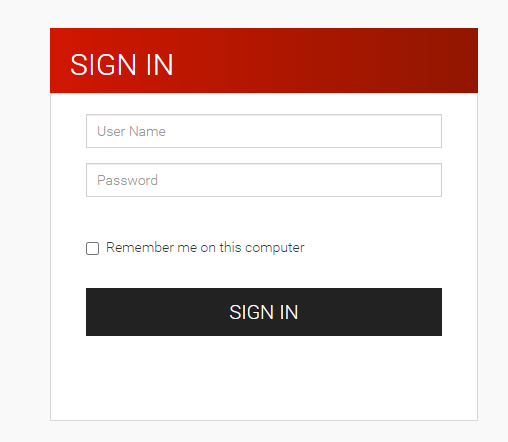 SIGN IN
User Name
Password
Remember me on this computer
SIGN IN